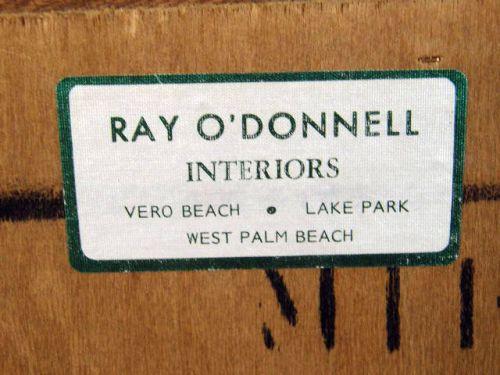 RAY O'DONNELL
INTERIORS
VERO BEACH • LAKE PARK
WEST PALM BEACH